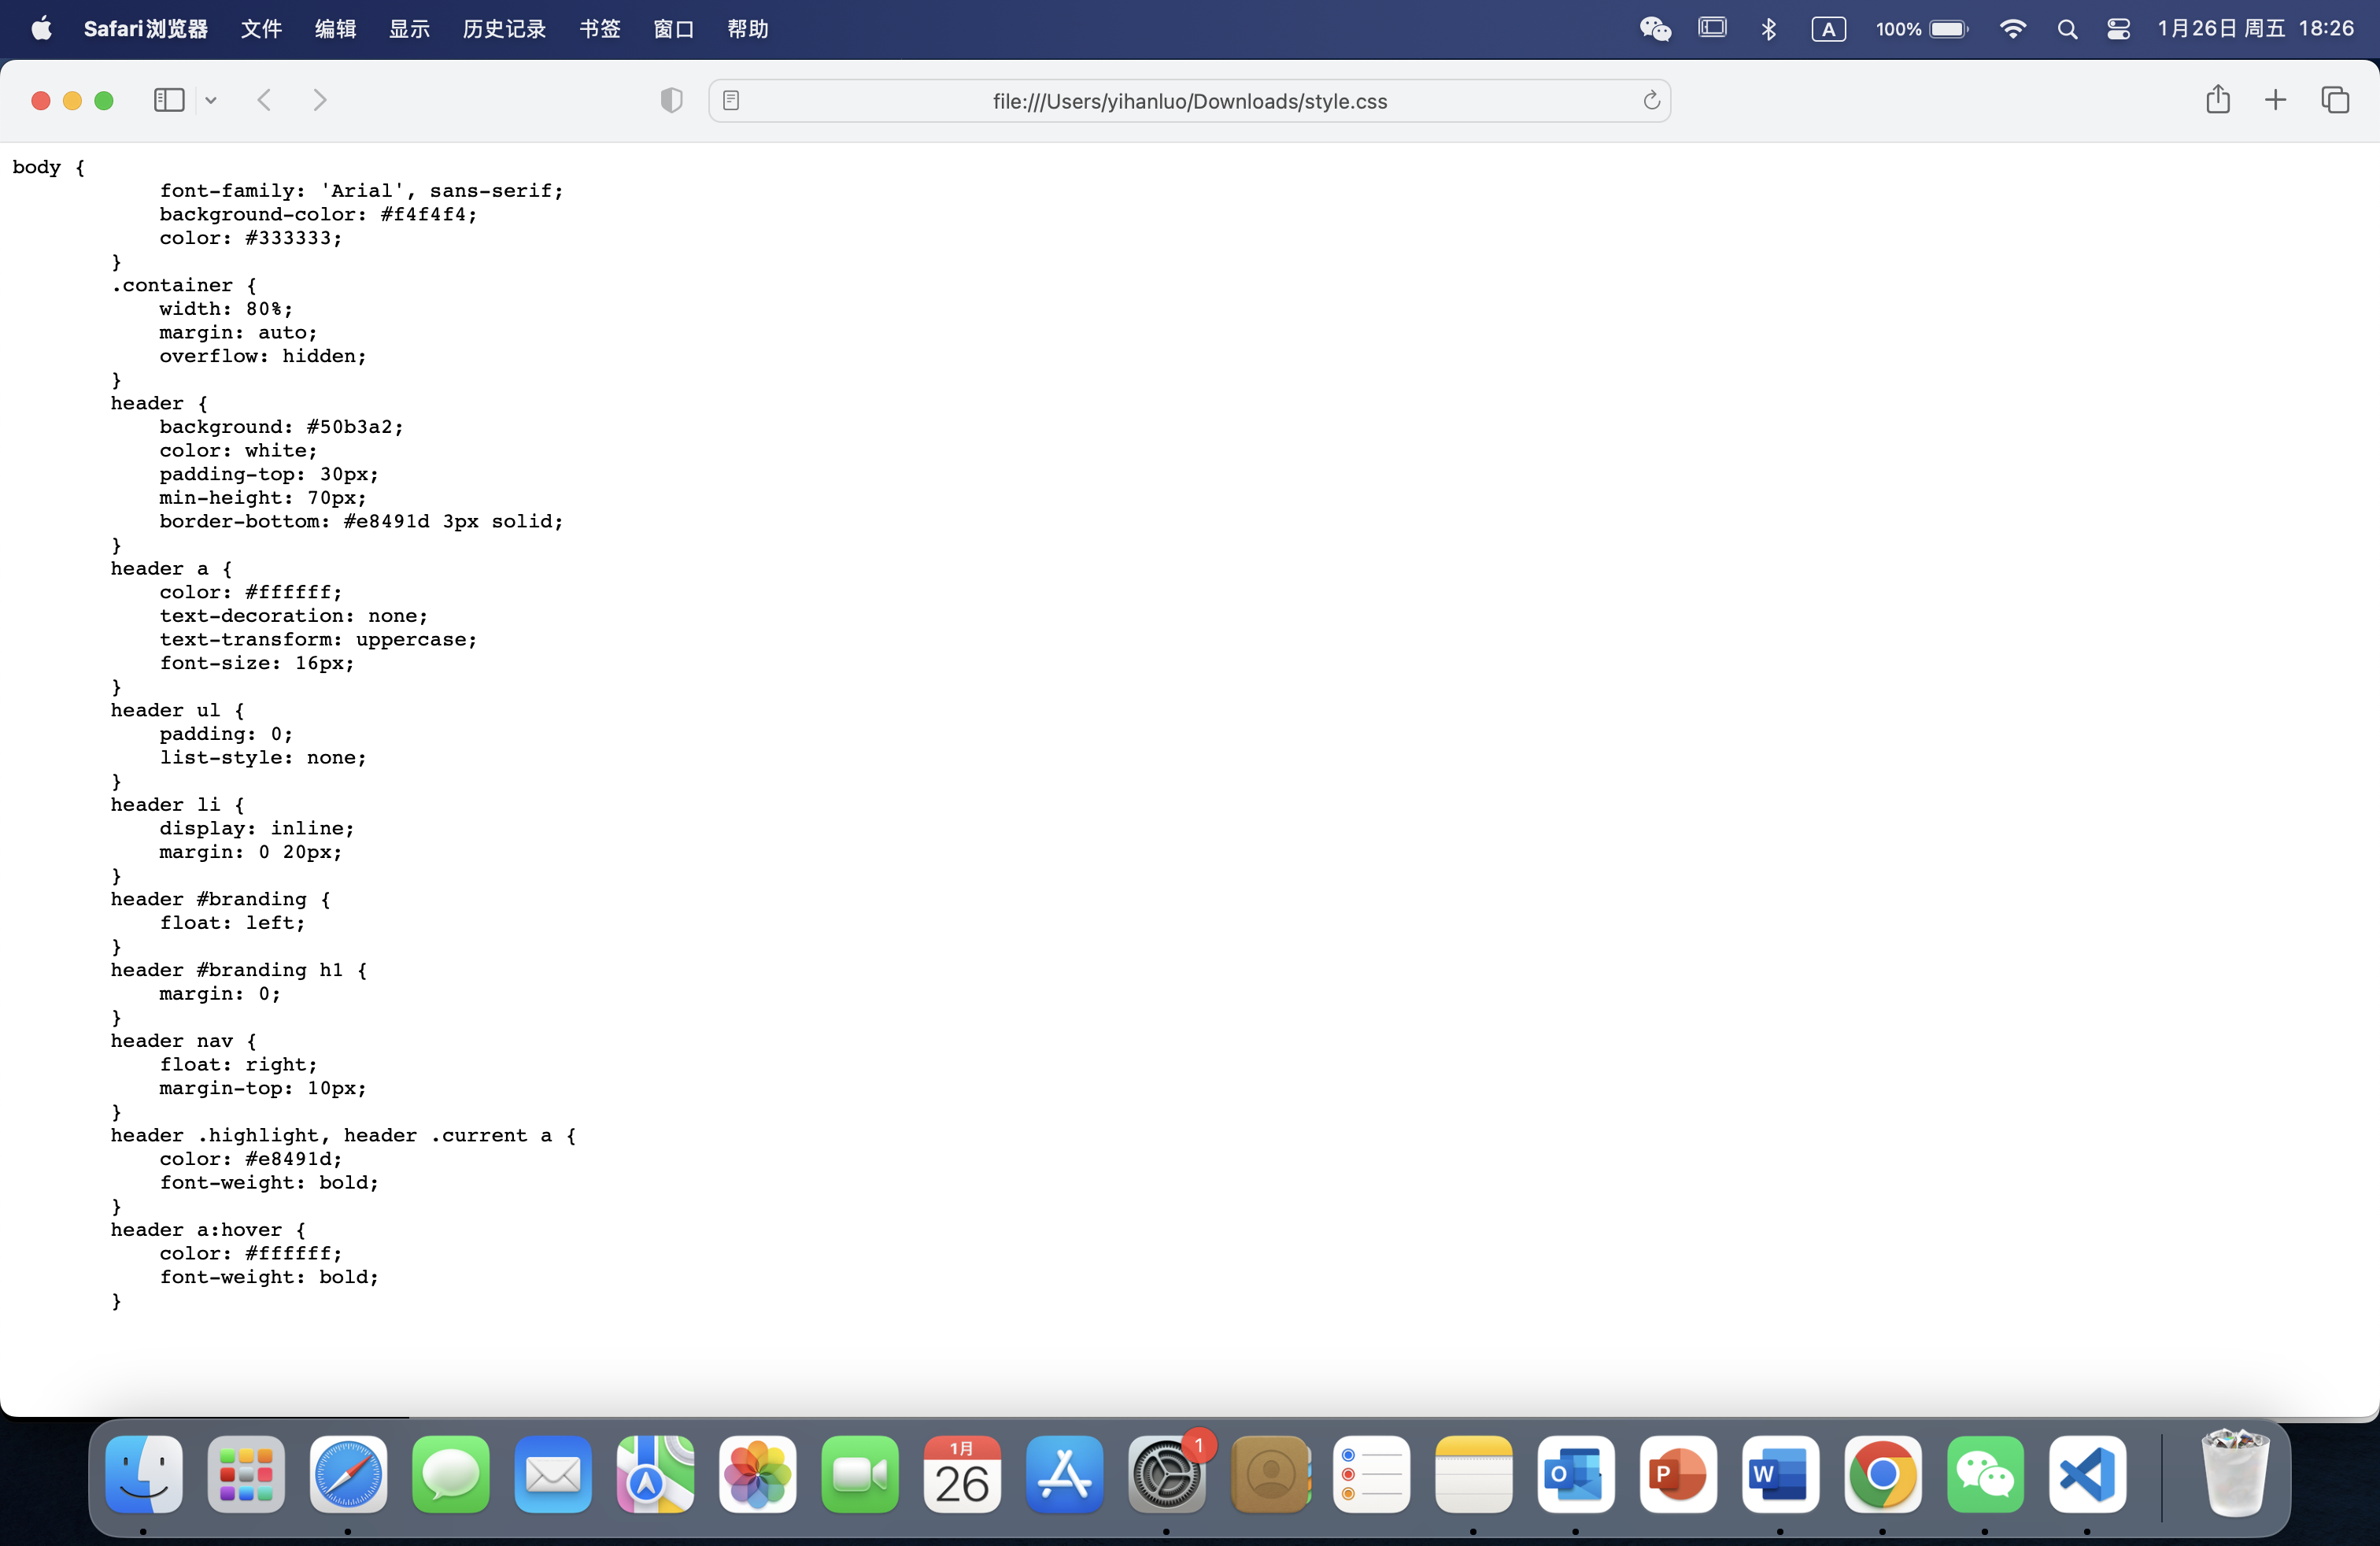 Safari浏览器 文件 编辑 显示 历史记录 书签 窗口 帮助 A 100% 1月26日 周五 18:26
file:///Users/yihanluo/Downloads/style.css
body {
font-family: 'Arial', sans-serif;
background-color: #f4f4f4;
color: #333333;
}
.container {
width: 80%;
margin: auto;
overflow: hidden;
}
header {
background: #50b3a2;
color: white;
padding-top: 30px;
min-height: 70px;
border-bottom: #e8491d 3px solid;
}
header a {
color: #ffffff;
text-decoration: none;
text-transform: uppercase;
font-size: 16px;
}
header ul {
padding: 0;
list-style: none;
}
header li {
display: inline;
margin: 0 20px;
}
header #branding {
float: left;
}
header #branding h1 {
margin: 0;
}
header nav {
float: right;
margin-top: 10px;
}
header .highlight, header .current a {
color: #e8491d;
font-weight: bold;
}
header a:hover {
color: #ffffff;
font-weight: bold;
}
1月
26
1
O
P
W